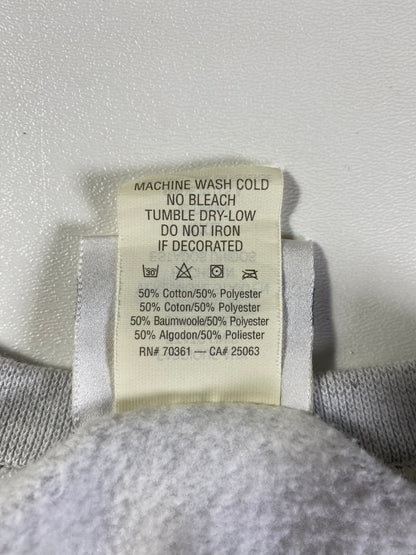 MACHINE WASH COLD
NO BLEACH
TUMBLE DRY-LOW
DO NOT IRON
IF DECORATED
30
50% Cotton/50% Polyester
50% Coton/50% Polyester
50% Baumwoole/50% Polyester
50% Algodon/50% Poliester
RN# 70361 — CA# 25063